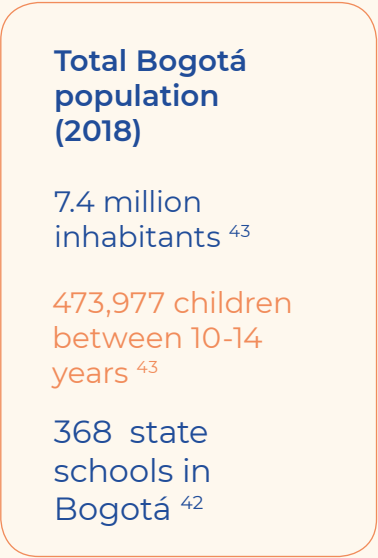 Total Bogotá
population
(2018)
7.4 million
inhabitants 43
473,977 children
between 10-14
years 43
368 state
schools in
Bogotá 42